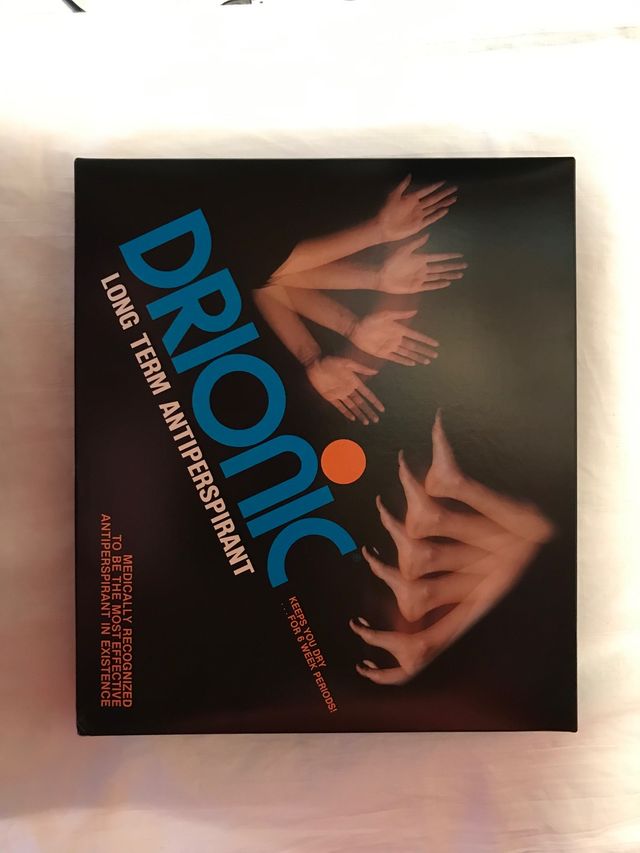 DRIONIC®
LONG TERM ANTIPERSPIRANT
KEEPS YOU DRY
...FOR 6 WEEK PERIODS!
MEDICALLY RECOGNIZED
TO BE THE MOST EFFECTIVE
ANTIPERSPIRANT IN EXISTENCE